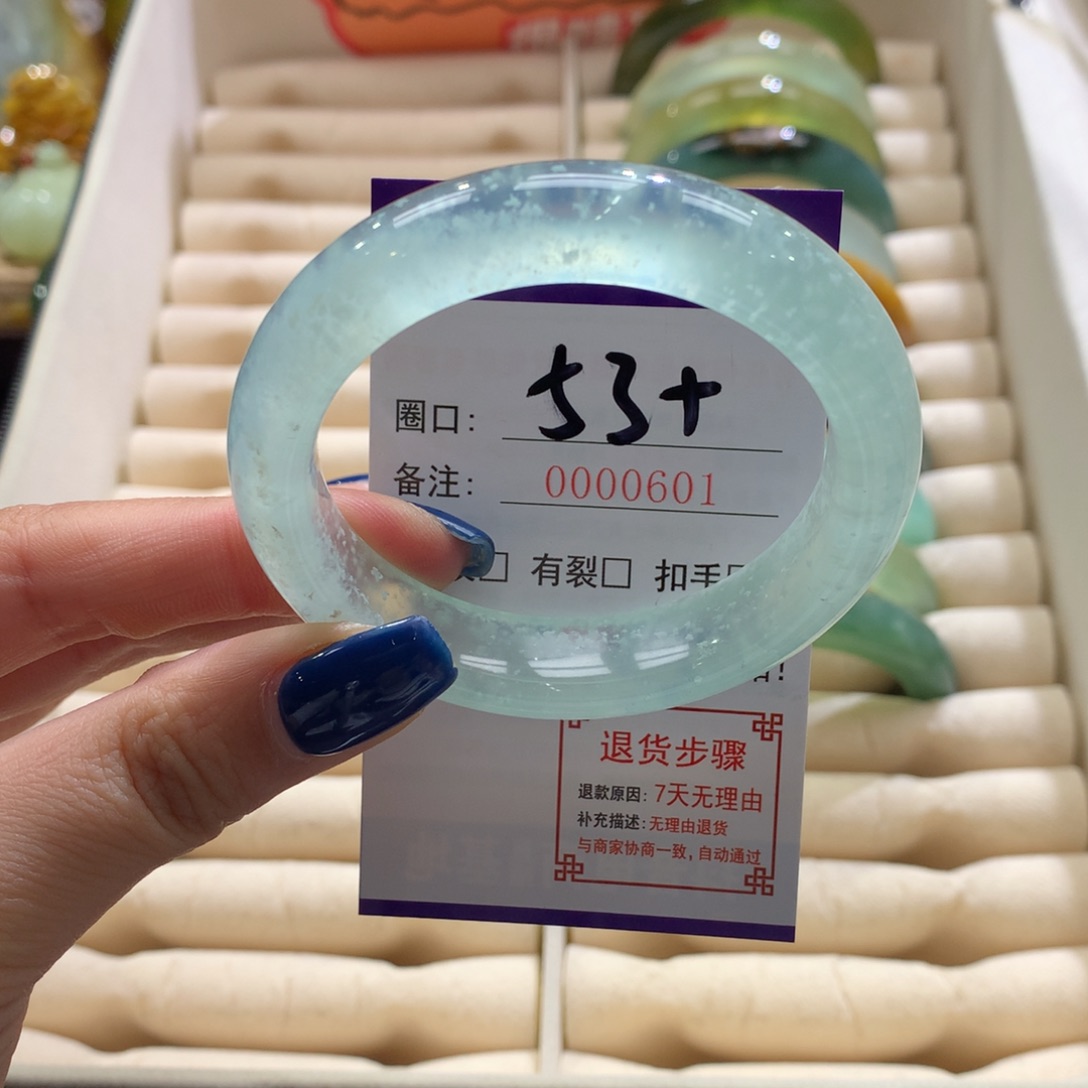 圈口: 53+
备注: 0000601
有裂□ 扣手
退货步骤
退款原因: 7天无理由
补充描述:无理由退货
与商家协商一致,自动通过